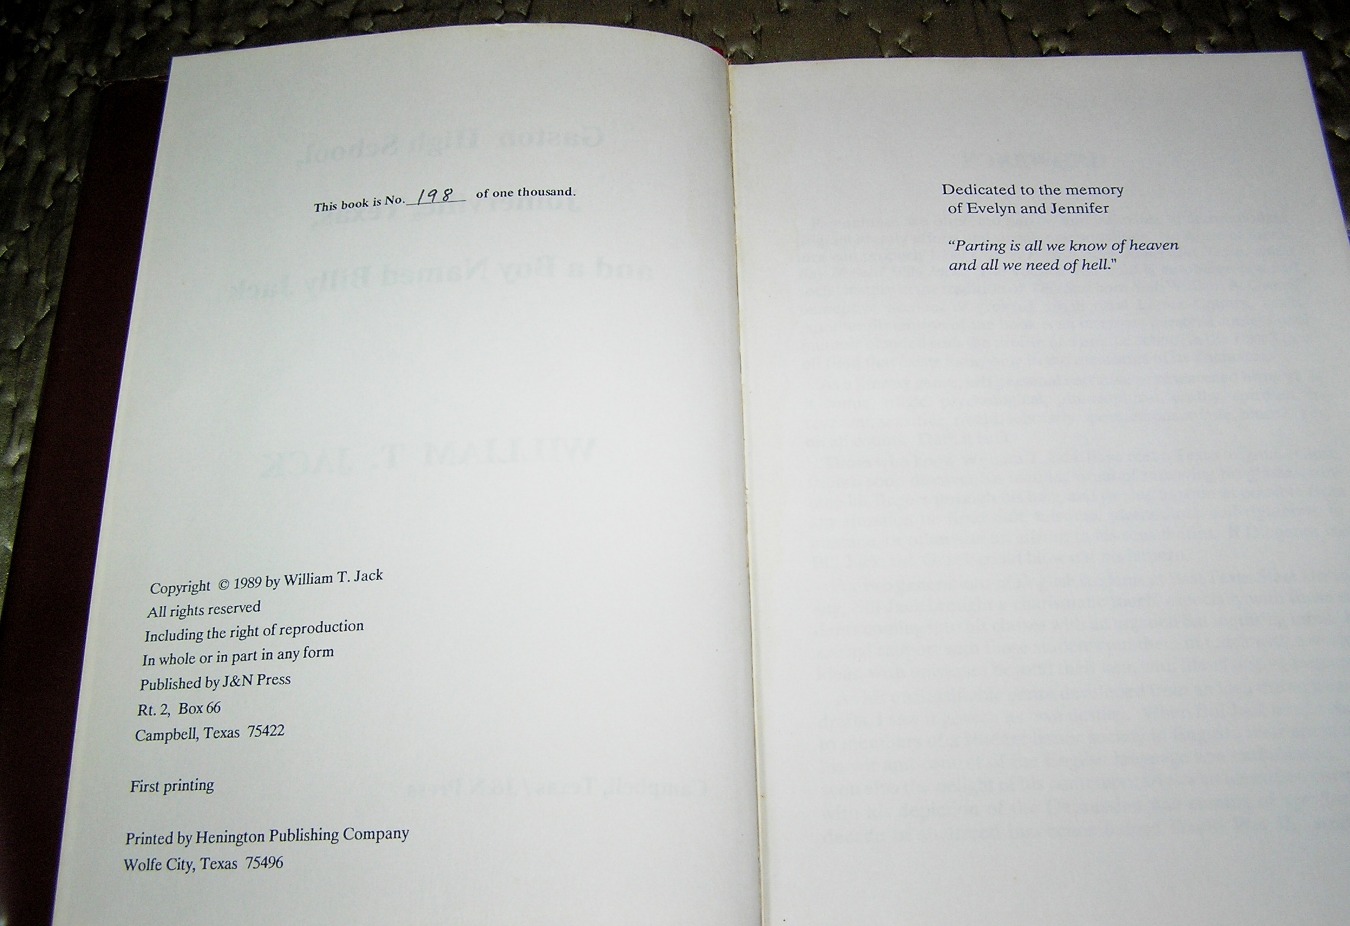 This book is No. 198 of one thousand.
Copyright © 1989 by William T. Jack
All rights reserved
Including the right of reproduction
In whole or in part in any form
Published by J&N Press
Rt. 2, Box 66
Campbell, Texas 75422
First printing
Printed by Henington Publishing Company
Wolfe City, Texas 75496
Dedicated to the memory
of Evelyn and Jennifer
“Parting is all we know of heaven
and all we need of hell."